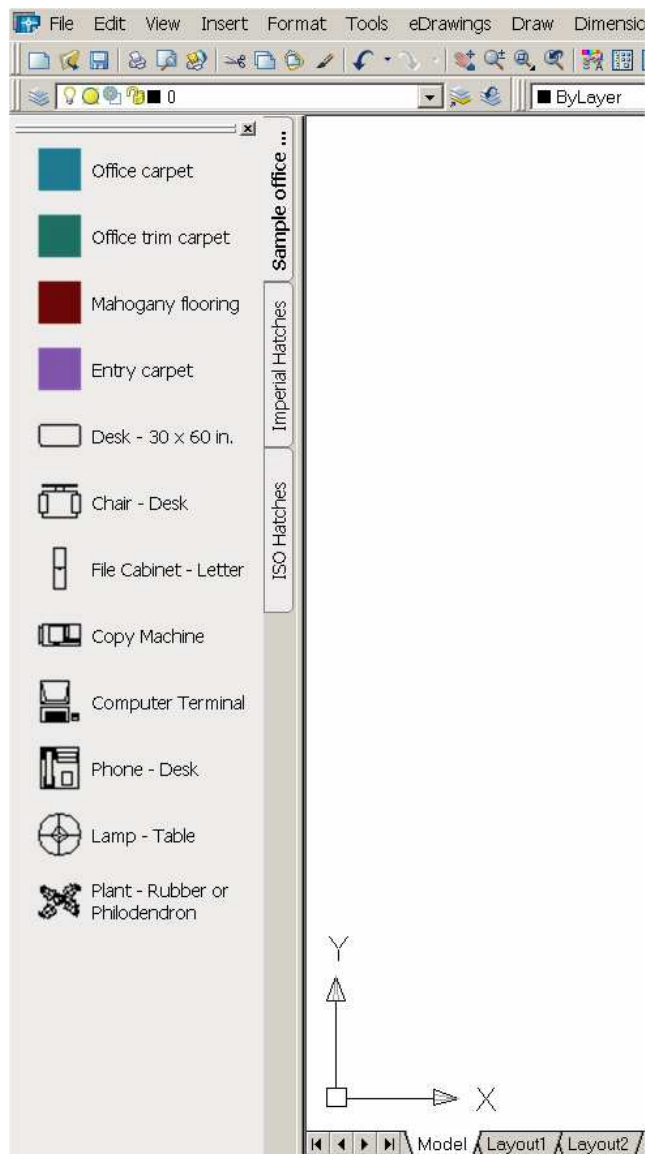 File Edit View Insert Format Tools eDrawings Draw Dimensio
0
ByLayer
Sample office ...
Imperial Hatches
ISO Hatches
Office carpet
Office trim carpet
Mahogany flooring
Entry carpet
Desk - 30 x 60 in.
Chair - Desk
File Cabinet - Letter
Copy Machine
Computer Terminal
Phone - Desk
Lamp - Table
Plant - Rubber or
Philodendron
Y
X
Model Layout1 Layout2